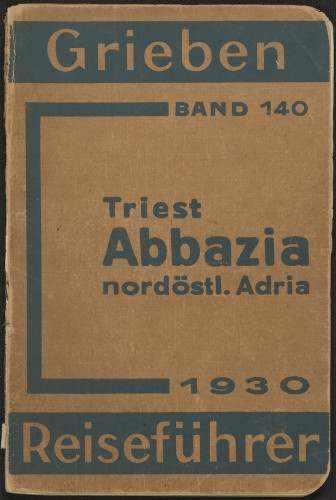 Grieben
BAND 140
Triest
Abbazia
nordöstl. Adria
1930
Reiseführer